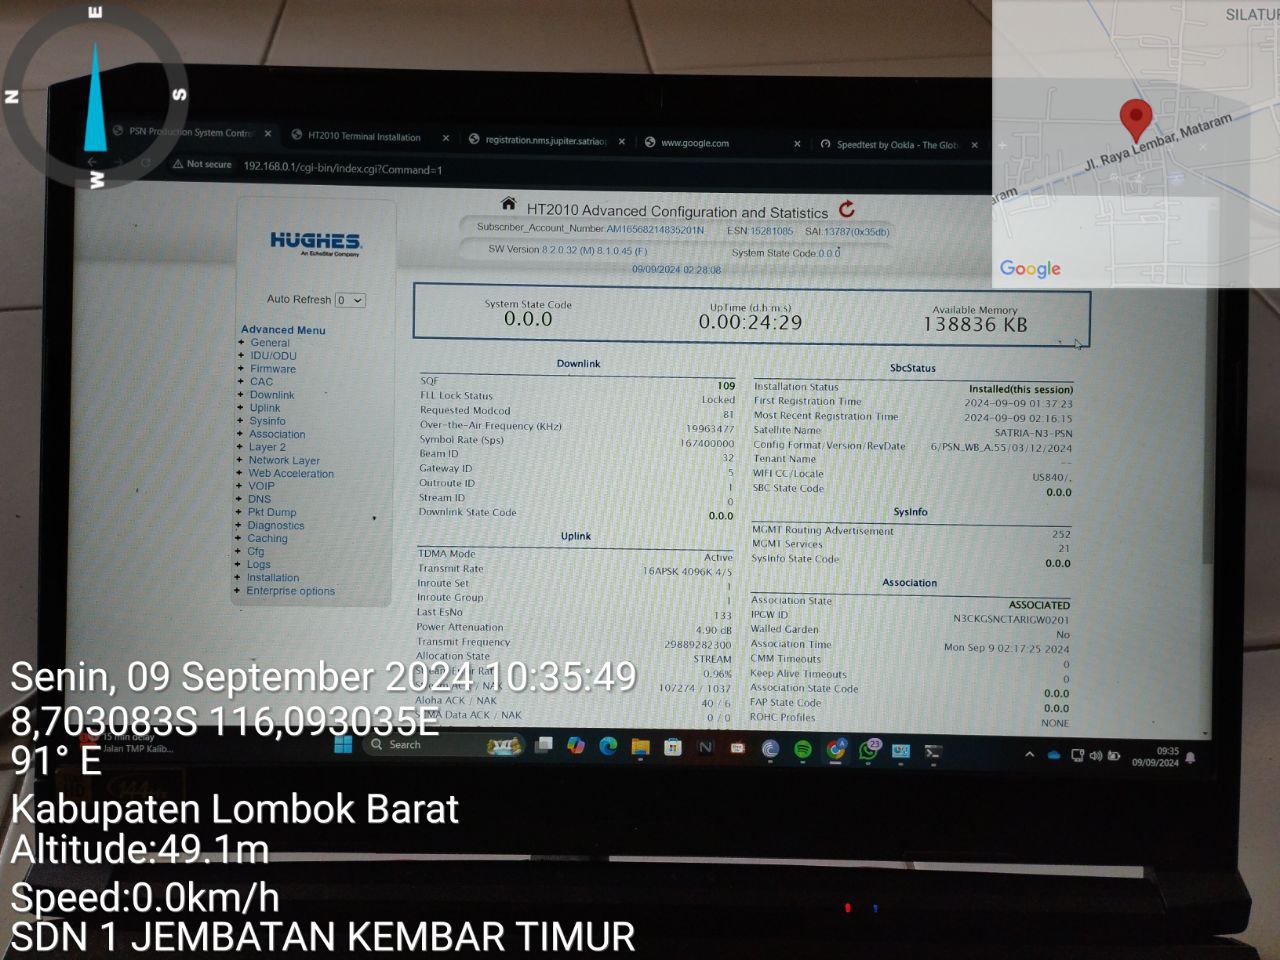 E
N
S
W
SILATUR
Jl. Raya Lembar, Mataram
aram
Google
PSN Production System Contro
HT2010 Terminal Installation
registration.nms.jupiter.satria
www.google.com
Speedtest by Ookla - The Glob
Not secure
192.168.0.1/cgi-bin/index.cgi?Command=1
HUGHES.
An EchoStar Company
Auto Refresh 0
Advanced Menu
+ General
+ IDU/ODU
+ Firmware
+ CAC
+ Downlink
+ Uplink
+ Sysinfo
+ Association
+ Layer 2
+ Network Layer
+ Web Acceleration
+ VOIP
+ DNS
+ Pkt Dump
+ Diagnostics
+ Caching
+ Cfg
+ Logs
+ Installation
+ Enterprise options
HT2010 Advanced Configuration and Statistics
Subscriber_Account_Number:AM16568214835201N ESN:15281085 SAI:13787(0x35db)
SW Version:8.2.0.32 (M) 8.1.0.45 (F) System State Code:0.0.0
09/09/2024 02:28:08
System State Code
0.0.0
UpTime (d.h:m:s)
0.00:24:29
Available Memory
138836 KB
Downlink
SQF 109
FLL Lock Status Locked
Requested Modcod 81
Over-the-Air Frequency (KHz) 19963477
Symbol Rate (Sps) 167400000
Beam ID 32
Gateway ID 5
Outroute ID 1
Stream ID 0
Downlink State Code 0.0.0
Uplink
TDMA Mode Active
Transmit Rate 16APSK 4096K 4/5
Inroute Set 1
Inroute Group 1
Last EsNo 133
Power Attenuation 4.90 dB
Transmit Frequency 29889282300
Allocation State STREAM
Stream Error Rate 0.96%
Stream ACK / NAK 107274 / 1037
Aloha ACK / NAK 40 / 6
Data ACK / NAK 0 / 0
SbcStatus
Installation Status Installed(this session)
First Registration Time 2024-09-09 01:37:23
Most Recent Registration Time 2024-09-09 02:16:15
Satellite Name SATRIA-N3-PSN
Config Format/Version/RevDate 6/PSN_WB_A.55/03/12/2024
Tenant Name --
WIFI CC/Locale US840/.
SBC State Code 0.0.0
SysInfo
MGMT Routing Advertisement 252
MGMT Services 21
SysInfo State Code 0.0.0
Association
Association State ASSOCIATED
IPGW ID N3CKGSNCTARIGW0201
Walled Garden No
Association Time Mon Sep 9 02:17:25 2024
CMM Timeouts 0
Keep Alive Timeouts 0
Association State Code 0.0.0
FAP State Code 0.0.0
ROHC Profiles NONE
15 min delay
Jalan TMP Kalib...
Search
23
09:35
09/09/2024
144Hz
Senin, 09 September 2024 10:35:49
8,703083S 116,093035E
91° E
Kabupaten Lombok Barat
Altitude:49.1m
Speed:0.0km/h
SDN 1 JEMBATAN KEMBAR TIMUR